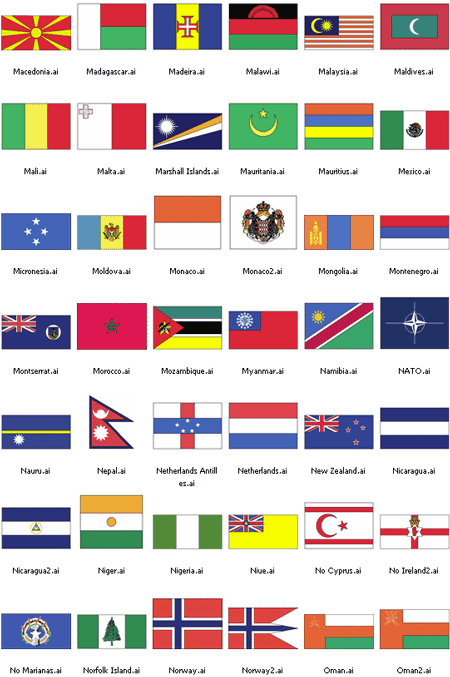 Macedonia.ai
Madagascar.ai
Madeira.ai
Malawi.ai
Malaysia.ai
Maldives.ai
Mali.ai
Malta.ai
Marshall Islands.ai
Mauritania.ai
Mauritius.ai
Mexico.ai
Micronesia.ai
Moldova.ai
Monaco.ai
Monaco2.ai
Mongolia.ai
Montenegro.ai
Montserrat.ai
Morocco.ai
Mozambique.ai
Myanmar.ai
Namibia.ai
NATO.ai
Nauru.ai
Nepal.ai
Netherlands Antill
es.ai
Netherlands.ai
New Zealand.ai
Nicaragua.ai
Nicaragua2.ai
Niger.ai
Nigeria.ai
Niue.ai
No Cyprus.ai
No Ireland2.ai
No Marianas.ai
Norfolk Island.ai
Norway.ai
Norway2.ai
Oman.ai
Oman2.ai